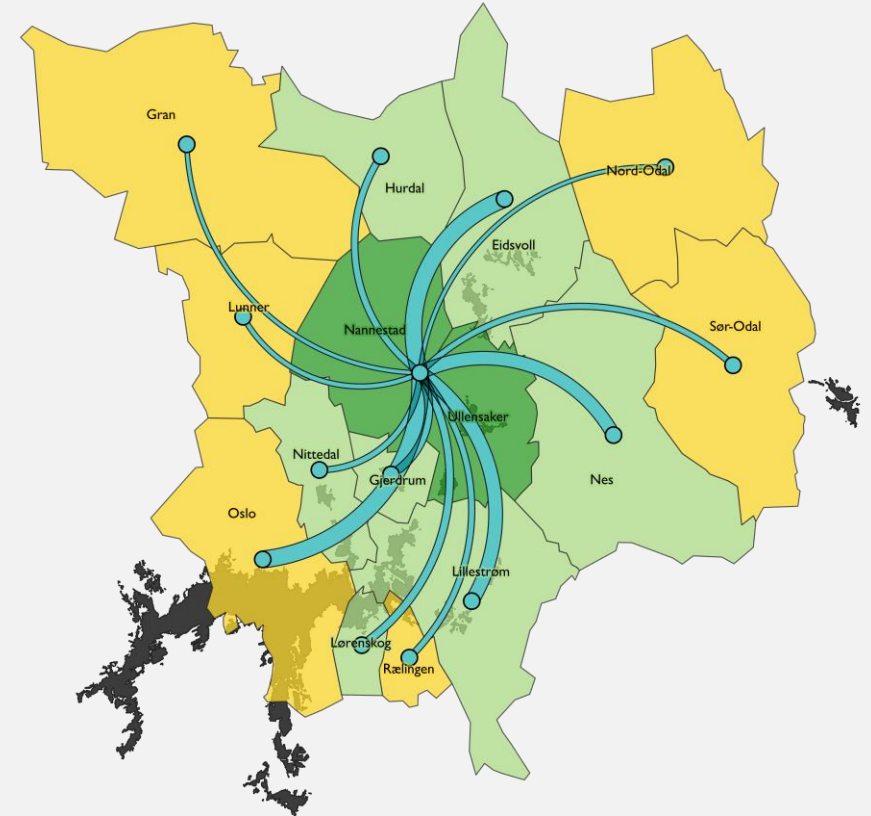 Gran
Nord-Odal
Hurdal
Eidsvoll
Lunner
Sør-Odal
Nannestad
Ullensaker
Nittedal
Gjerdrum
Nes
Oslo
Lillestrøm
Lørenskog
Rælingen